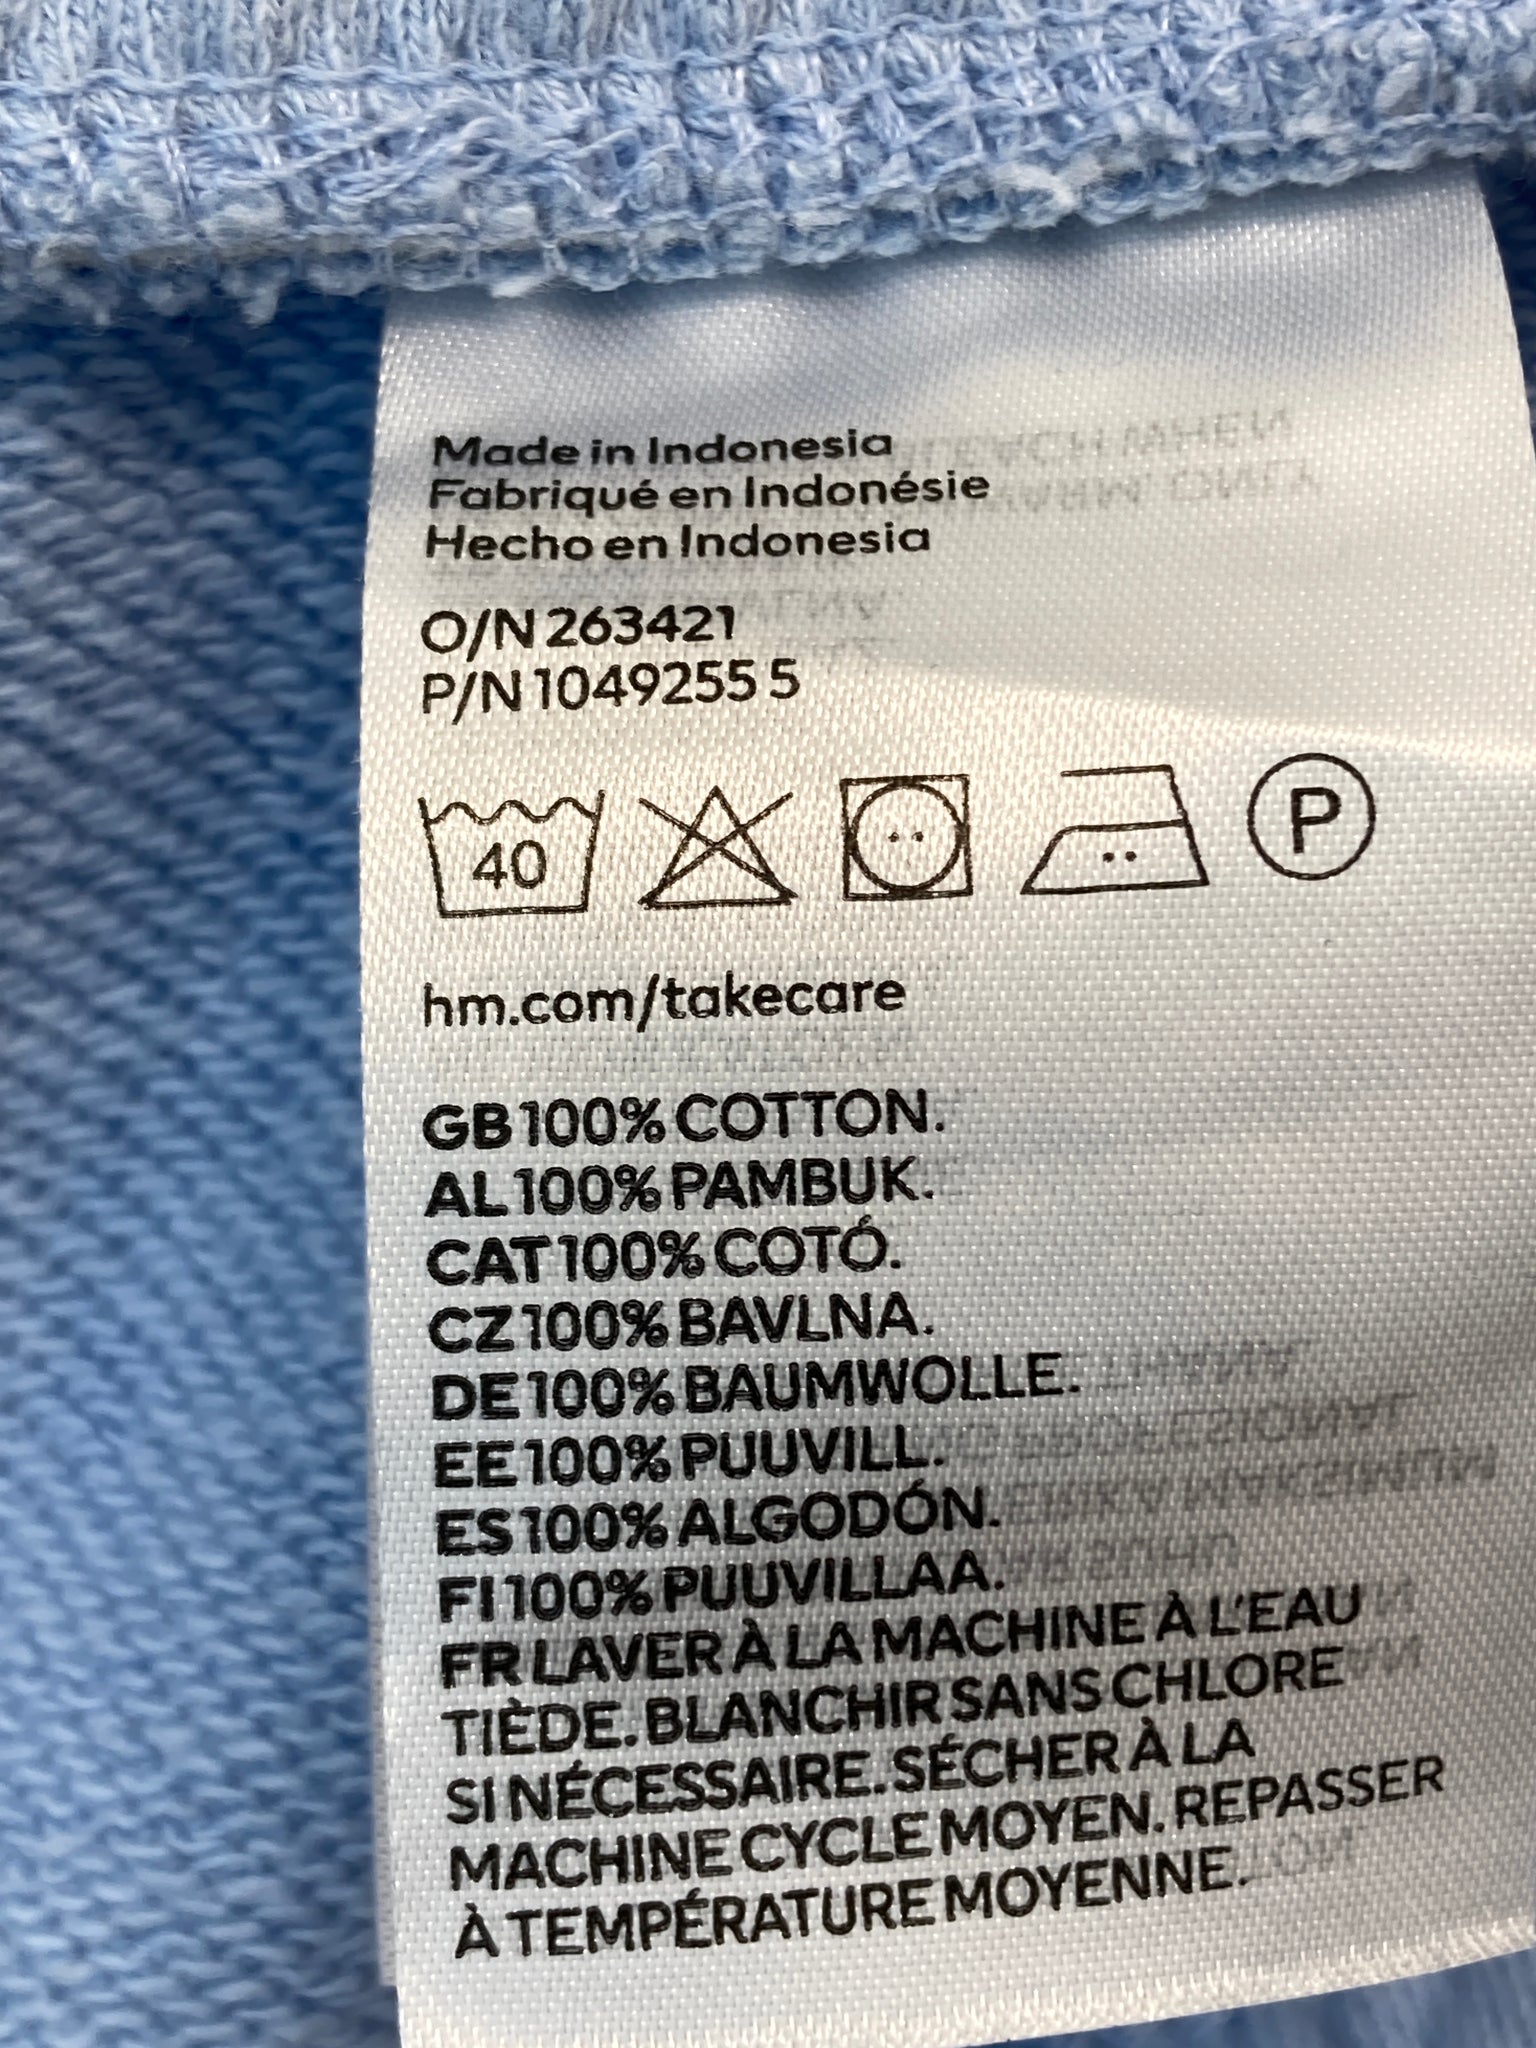 Made in Indonesia
Fabriqué en Indonésie
Hecho en Indonesia
O/N 263421
P/N 1049255 5
40
P
hm.com/takecare
GB 100% COTTON.
AL 100% PAMBUK.
CAT 100% COTÓ.
CZ 100% BAVLNA.
DE 100% BAUMWOLLE.
EE 100% PUUVILL.
ES 100% ALGODÓN.
FI 100% PUUVILLAA.
FR LAVER À LA MACHINE À L'EAU
TIÈDE. BLANCHIR SANS CHLORE
SI NÉCESSAIRE. SÉCHER À LA
MACHINE CYCLE MOYEN. REPASSER
À TEMPÉRATURE MOYENNE.